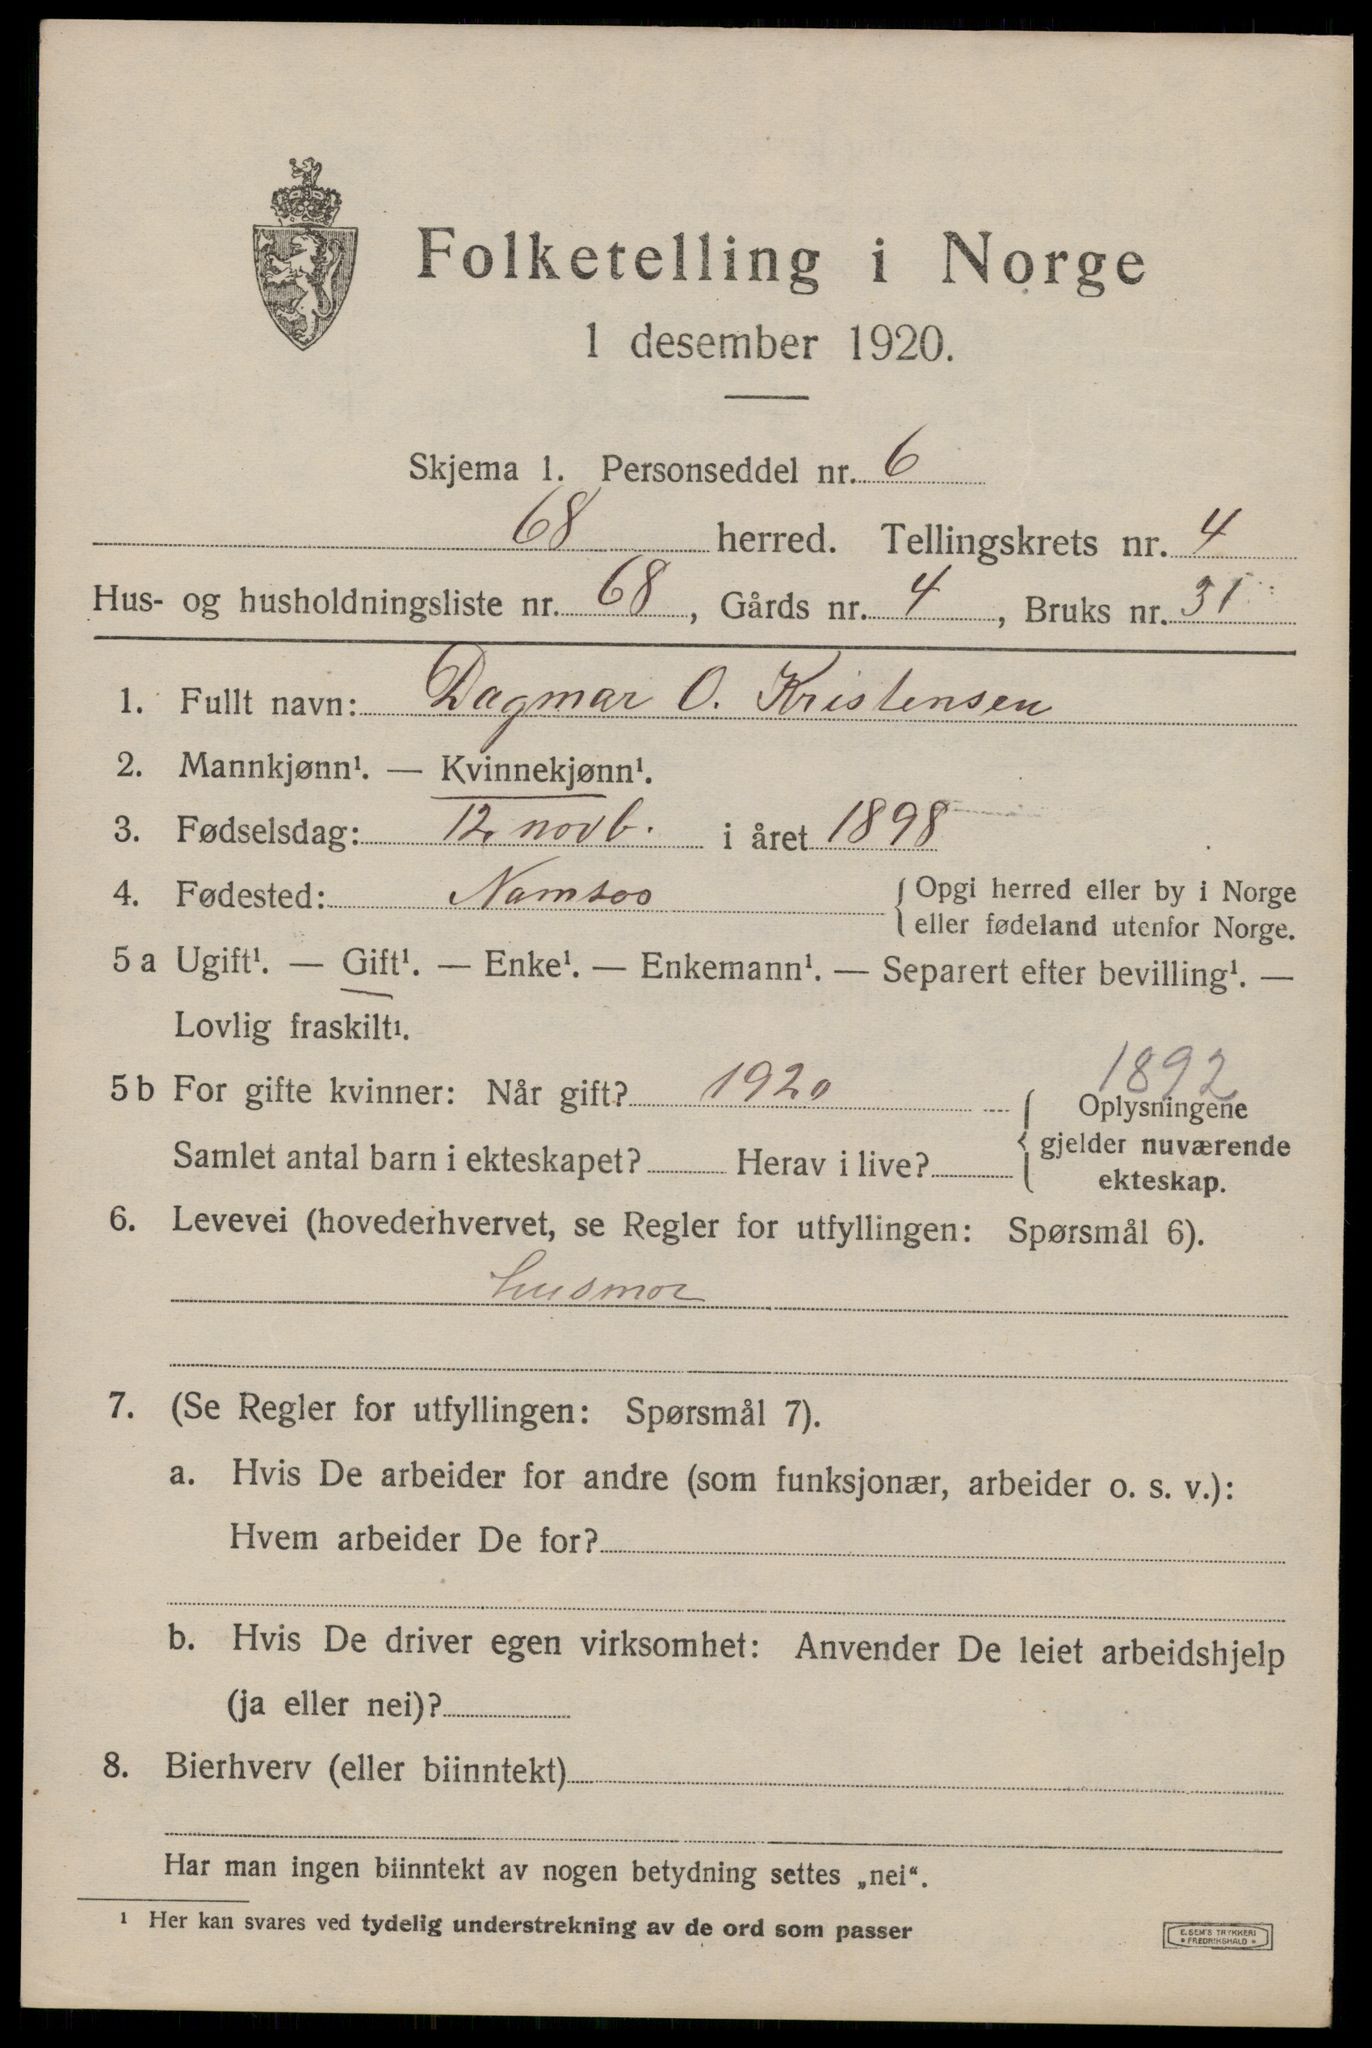 Folketelling i Norge
1 desember 1920.
Skjema 1. Personseddel nr. 6
68 herred. Tellingskrets nr. 4
Hus- og husholdningsliste nr. 68, Gårds nr. 4, Bruks nr. 31
1. Fullt navn: Dagmar O. Kristensen
2. Mannkjønn¹. — Kvinnekjønn¹.
3. Fødselsdag: 12 novb. i året 1898
4. Fødested: Namsos { Opgi herred eller by i Norge
eller fødeland utenfor Norge.
5 a Ugift¹. — Gift¹. — Enke¹. — Enkemann¹. — Separert efter bevilling¹. —
Lovlig fraskilt¹.
1892
5 b For gifte kvinner: Når gift? 1920 { Oplysningene
gjelder nuværende
Samlet antal barn i ekteskapet? Herav i live?
ekteskap.
6. Levevei (hovederhvervet, se Regler for utfyllingen: Spørsmål 6).
husmor
7. (Se Regler for utfyllingen: Spørsmål 7).
a. Hvis De arbeider for andre (som funksjonær, arbeider o. s. v.):
Hvem arbeider De for?
b. Hvis De driver egen virksomhet: Anvender De leiet arbeidshjelp
(ja eller nei)?
8. Bierhverv (eller biinntekt)
Har man ingen biinntekt av nogen betydning settes „nei“.
¹ Her kan svares ved tydelig understrekning av de ord som passer
E. SEM'S TRYKKERI
• FREDRIKSHALD •